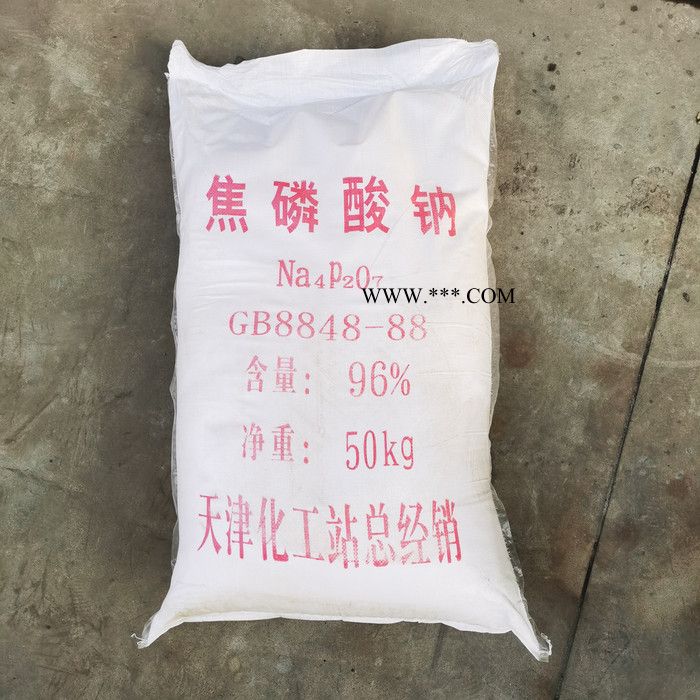 焦磷酸钠
Na₄P₂O₇
WWW.***.COM
GB8848-88
含量: 96%
净重: 50kg
天津化工站总经销